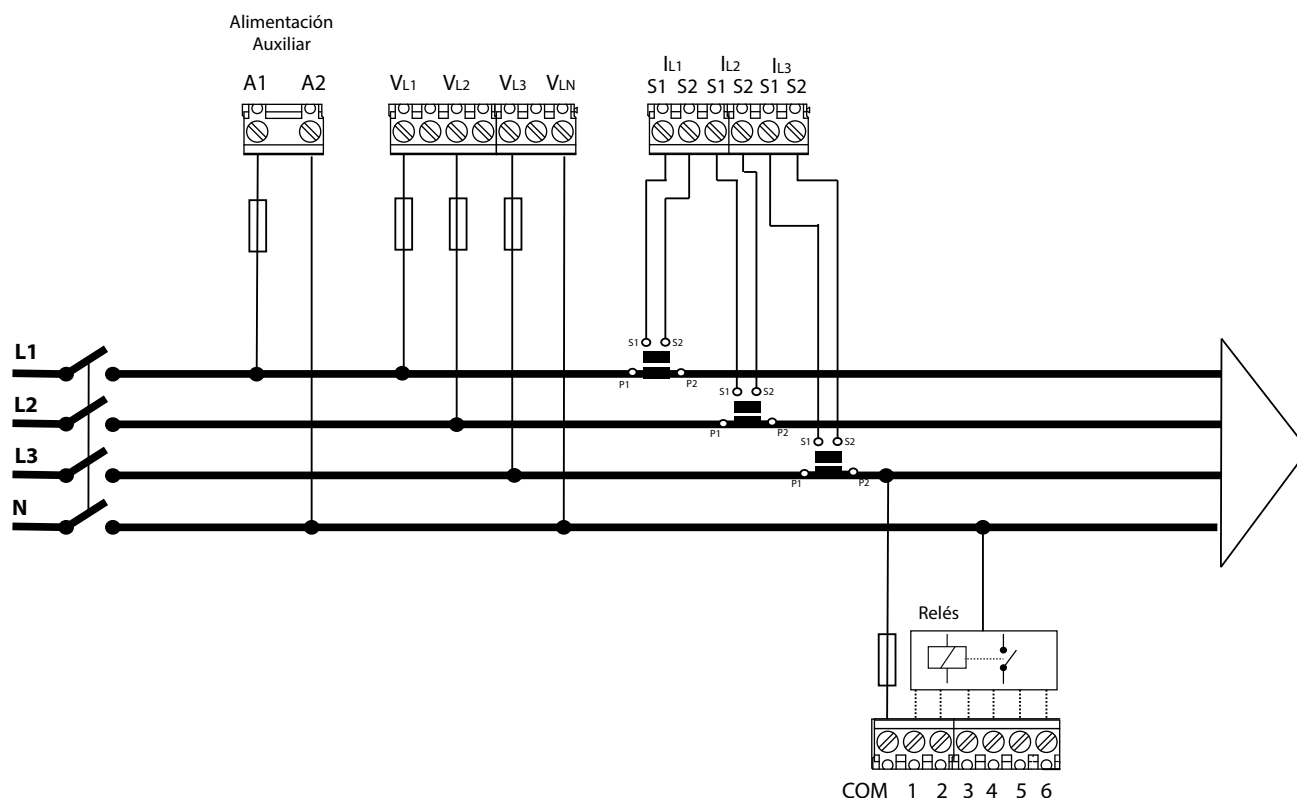 Alimentación
Auxiliar
A1 A2
VL1 VL2 VL3 VLN
IL1 IL2 IL3
S1 S2 S1 S2 S1 S2
S1 S2
L1
P1 P2
S1 S2
L2
P1 P2
S1 S2
L3
P1 P2
N
Relés
COM 1 2 3 4 5 6